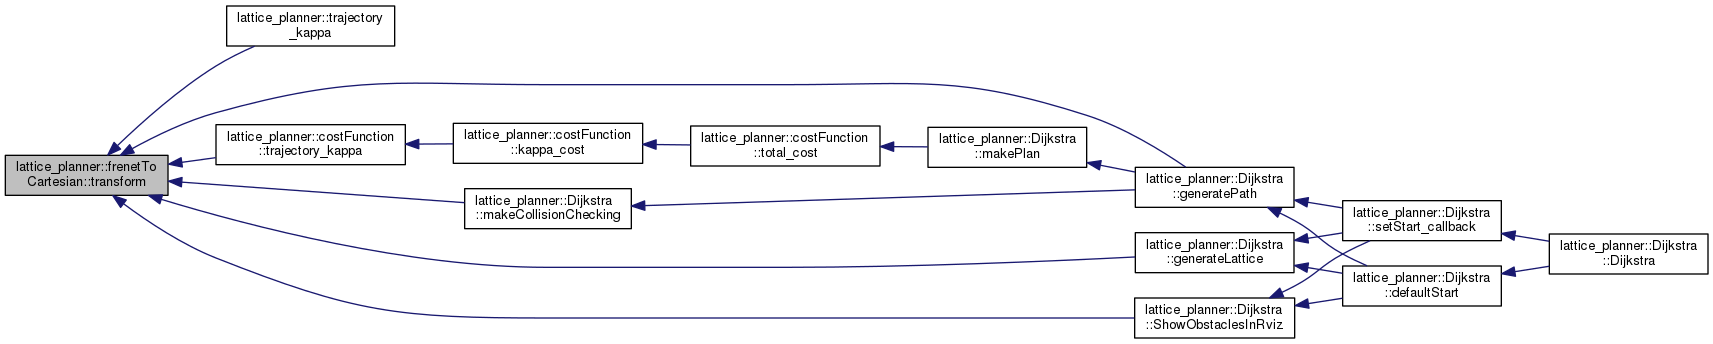 lattice_planner::trajectory
_kappa
lattice_planner::frenetTo
Cartesian::transform
lattice_planner::costFunction
::trajectory_kappa
lattice_planner::costFunction
::kappa_cost
lattice_planner::costFunction
::total_cost
lattice_planner::Dijkstra
::makePlan
lattice_planner::Dijkstra
::makeCollisionChecking
lattice_planner::Dijkstra
::generatePath
lattice_planner::Dijkstra
::generateLattice
lattice_planner::Dijkstra
::ShowObstaclesInRviz
lattice_planner::Dijkstra
::setStart_callback
lattice_planner::Dijkstra
::defaultStart
lattice_planner::Dijkstra
::Dijkstra